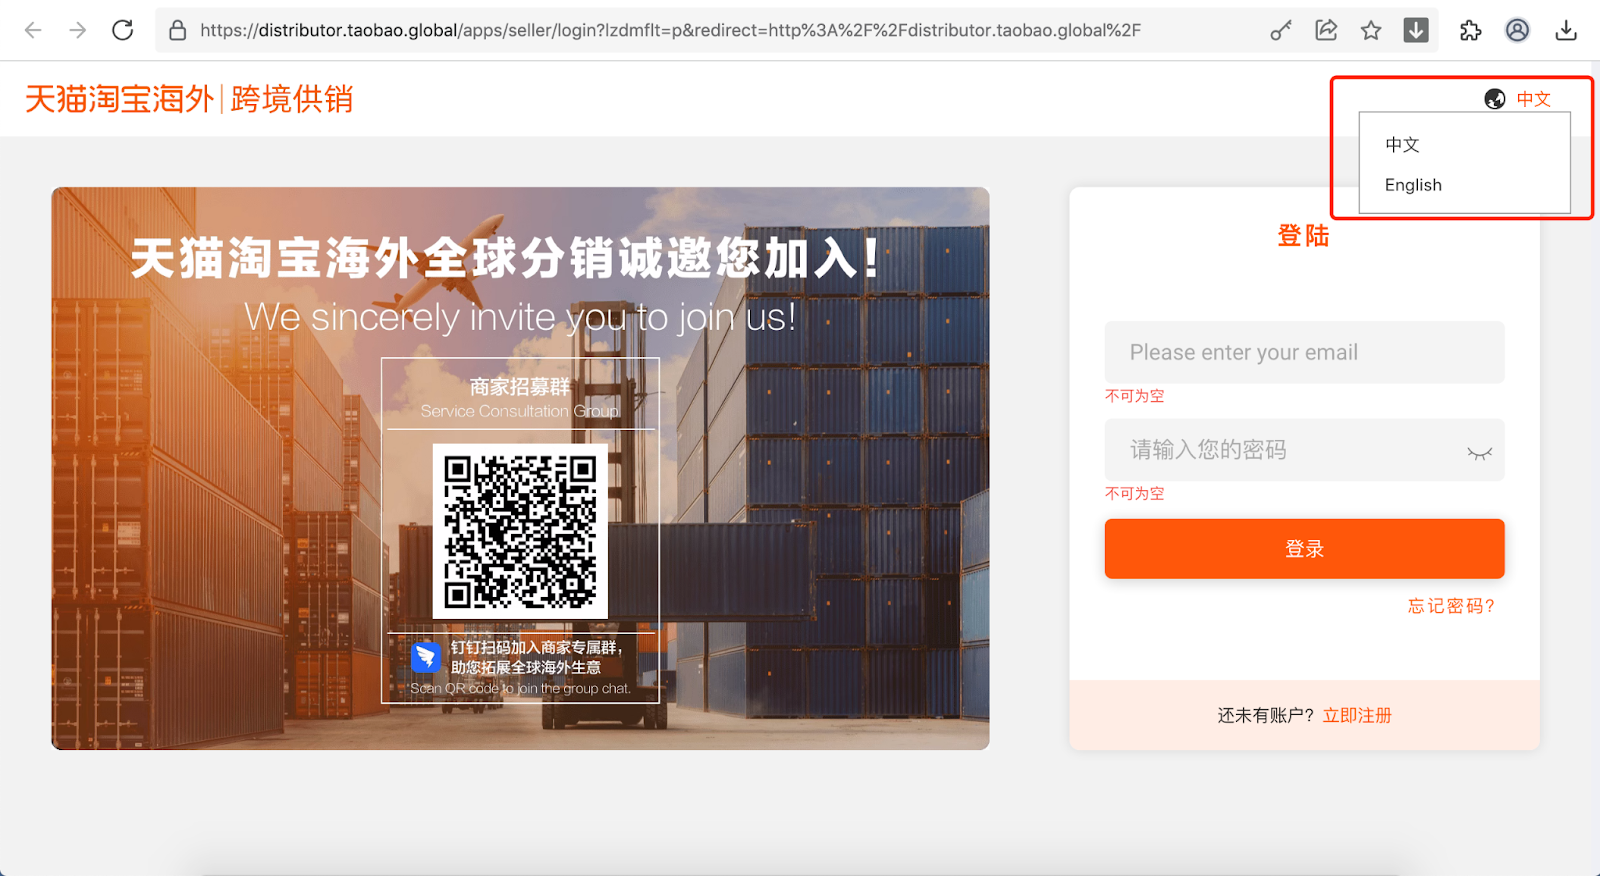 https://distributor.taobao.global/apps/seller/login?lzdmflt=p&redirect=http%3A%2F%2Fdistributor.taobao.global%2F
天猫淘宝海外|跨境供销
中文
中文
English
天猫淘宝海外全球分销诚邀您加入!
We sincerely invite you to join us!
商家招募群
Service Consultation Group
钉钉扫码加入商家专属群,
助您拓展全球海外生意
Scan QR code to join the group chat.
登陆
Please enter your email
不可为空
请输入您的密码
不可为空
登录
忘记密码?
还未有账户? 立即注册